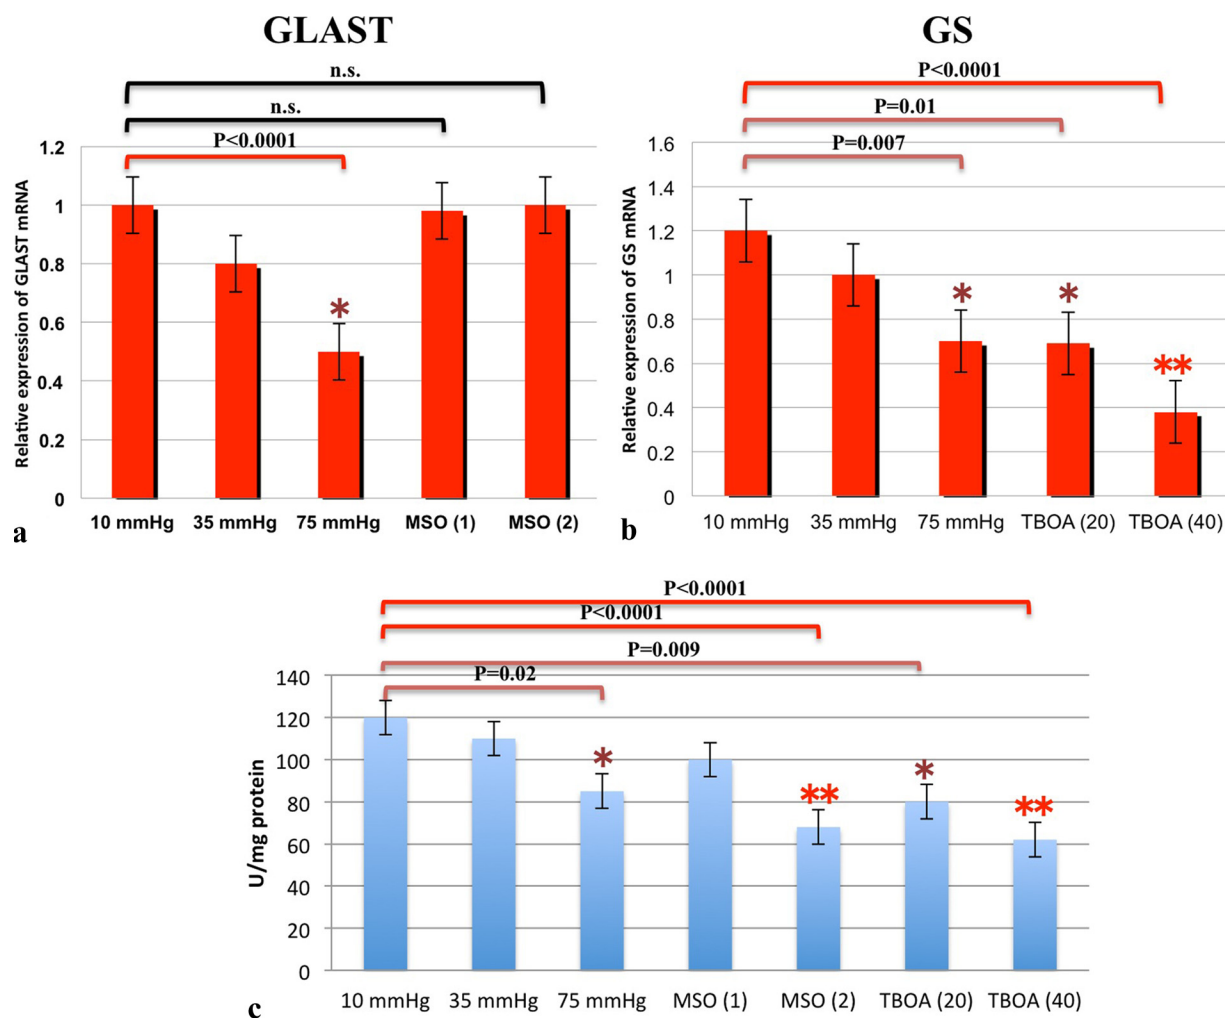 GLAST
n.s.
n.s.
P<0.0001
1.2
1
0.8
0.6
0.4
0.2
0
Relative expression of GLAST mRNA
*
10 mmHg 35 mmHg 75 mmHg MSO (1) MSO (2)
a
GS
P<0.0001
P=0.01
P=0.007
1.6
1.4
1.2
1
0.8
0.6
0.4
0.2
0
Relative expression of GS mRNA
* * **
10 mmHg 35 mmHg 75 mmHg TBOA (20) TBOA (40)
b
P<0.0001
P<0.0001
P=0.009
P=0.02
140
120
100
80
60
40
20
0
U/mg protein
* ** * **
10 mmHg 35 mmHg 75 mmHg MSO (1) MSO (2) TBOA (20) TBOA (40)
c